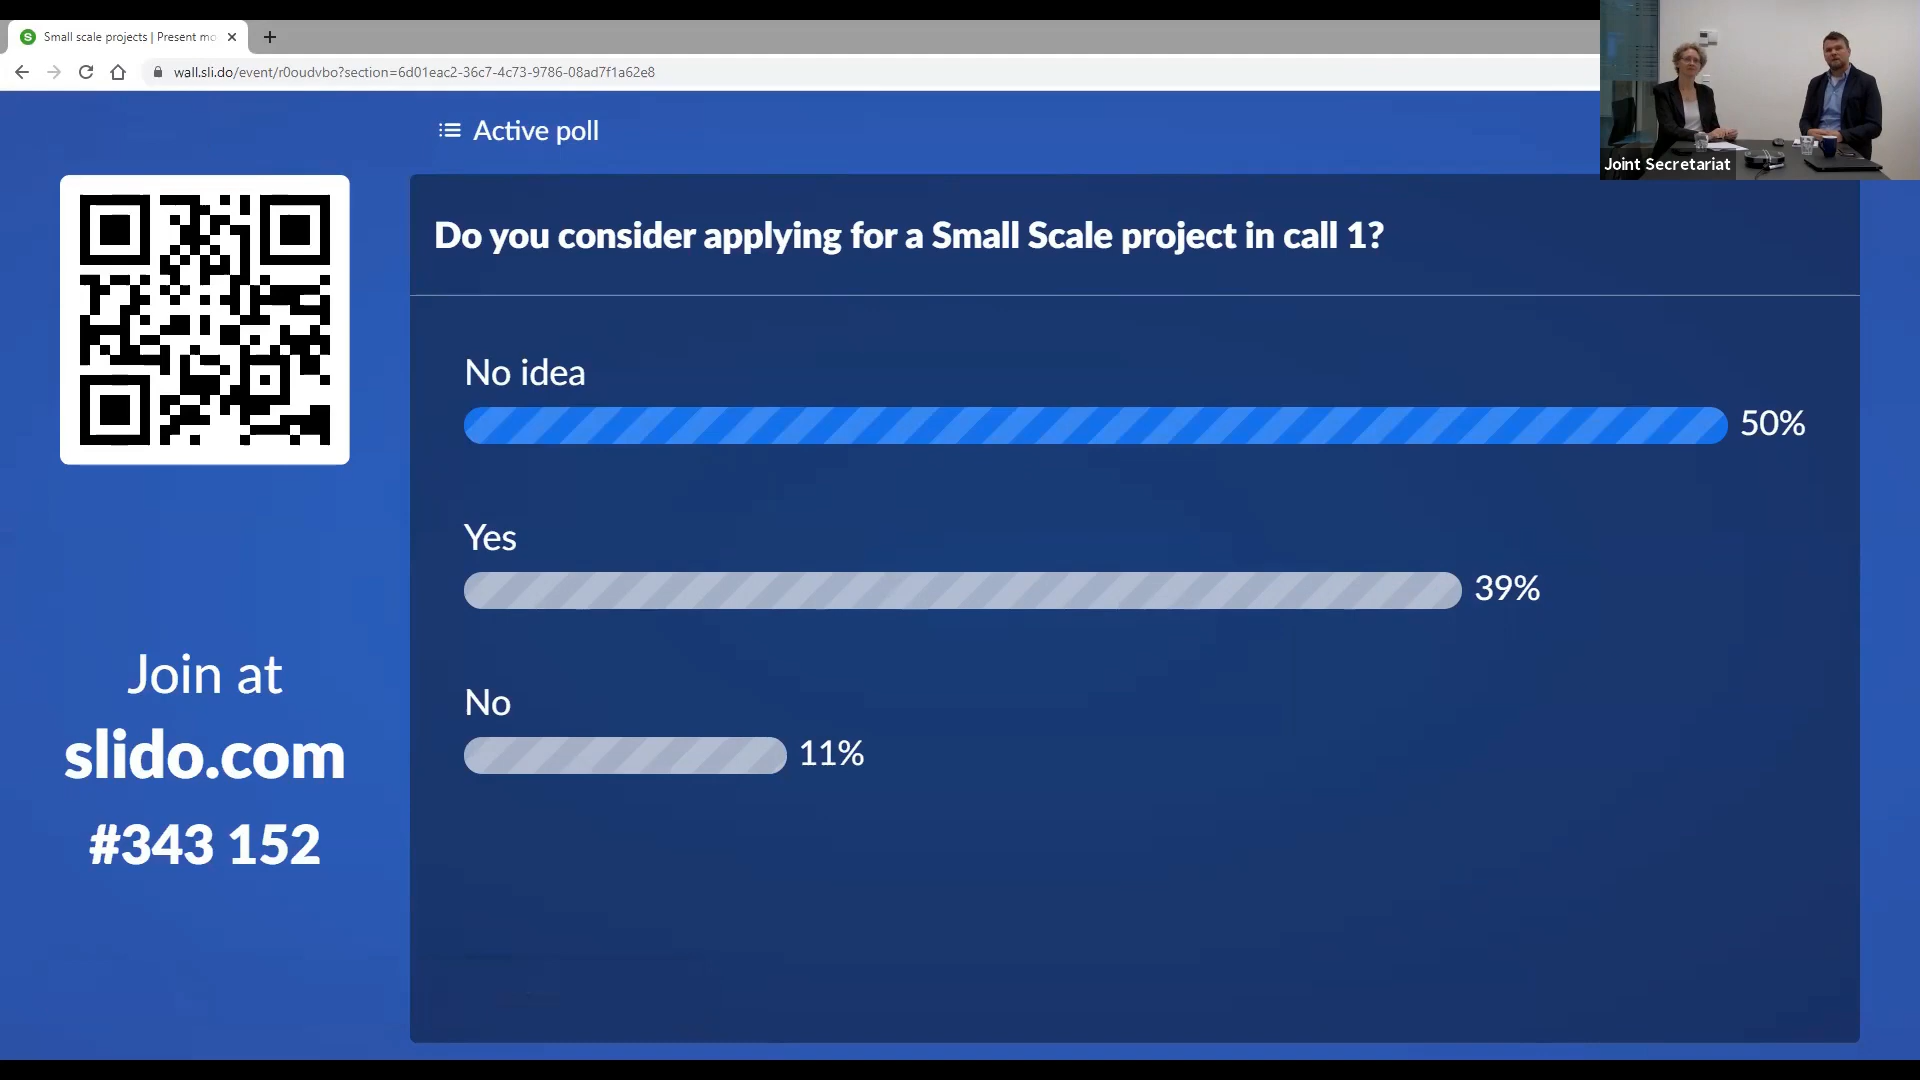 Small scale projects | Present mo
wall.sli.do/event/r0oudvbo?section=6d01eac2-36c7-4c73-9786-08ad7f1a62e8
Joint Secretariat
Active poll
Do you consider applying for a Small Scale project in call 1?
No idea
50%
Yes
39%
No
11%
Join at
slido.com
#343 152